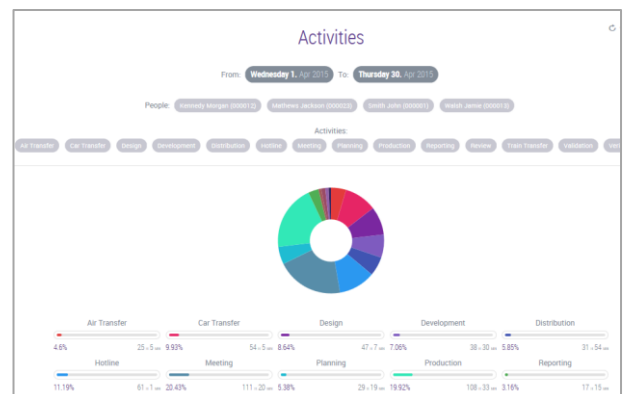 Activities
From: Wednesday 1. Apr 2015 To: Thursday 30. Apr 2015
People: Kennedy Morgan (000012) Mathews Jackson (000022) Smith John (000001) Walsh Jamie (000013)
Activities:
Air Transfer Car Transfer Design Development Distribution Hotline Meeting Planning Production Reporting Review Train Transfer Validation
Air Transfer Car Transfer Design Development Distribution
4.6% 25 h 5 min 9.93% 54 h 5 min 8.64% 47 h 7 min 7.06% 38 h 30 min 5.85% 31 h 54 min
Hotline Meeting Planning Production Reporting
11.19% 61 h 1 min 20.43% 111 h 20 min 5.38% 29 h 19 min 19.92% 108 h 33 min 3.16% 17 h 15 min